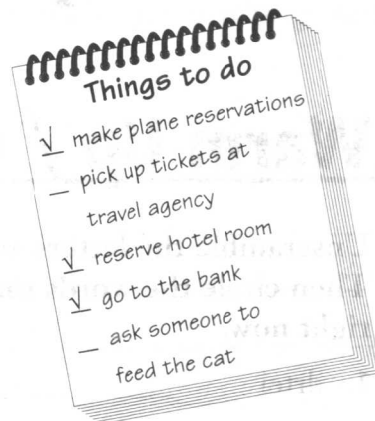 Things to do
√ make plane reservations
_ pick up tickets at
travel agency
√ reserve hotel room
√ go to the bank
_ ask someone to
feed the cat